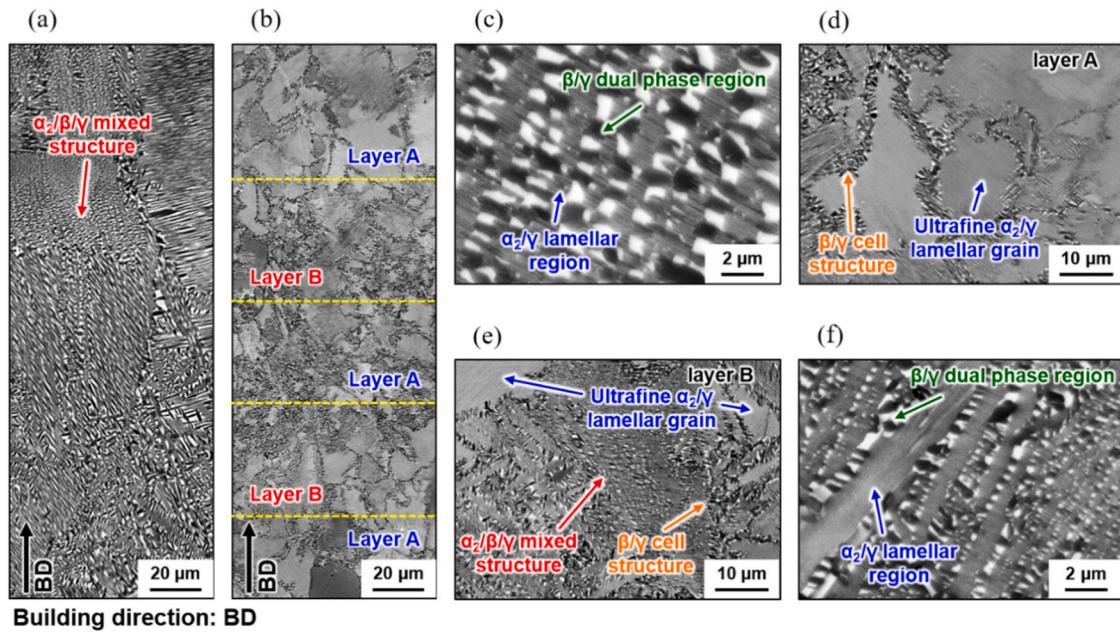 (a)
α₂/β/γ mixed
structure
BD
20 μm
(b)
Layer A
Layer B
Layer A
Layer B
Layer A
BD
20 μm
(c)
β/γ dual phase region
α₂/γ lamellar
region
2 μm
(d)
layer A
β/γ cell
structure
Ultrafine α₂/γ
lamellar grain
10 μm
(e)
layer B
Ultrafine α₂/γ
lamellar grain
α₂/β/γ mixed
structure
β/γ cell
structure
10 μm
(f)
β/γ dual phase region
α₂/γ lamellar
region
2 μm
Building direction: BD